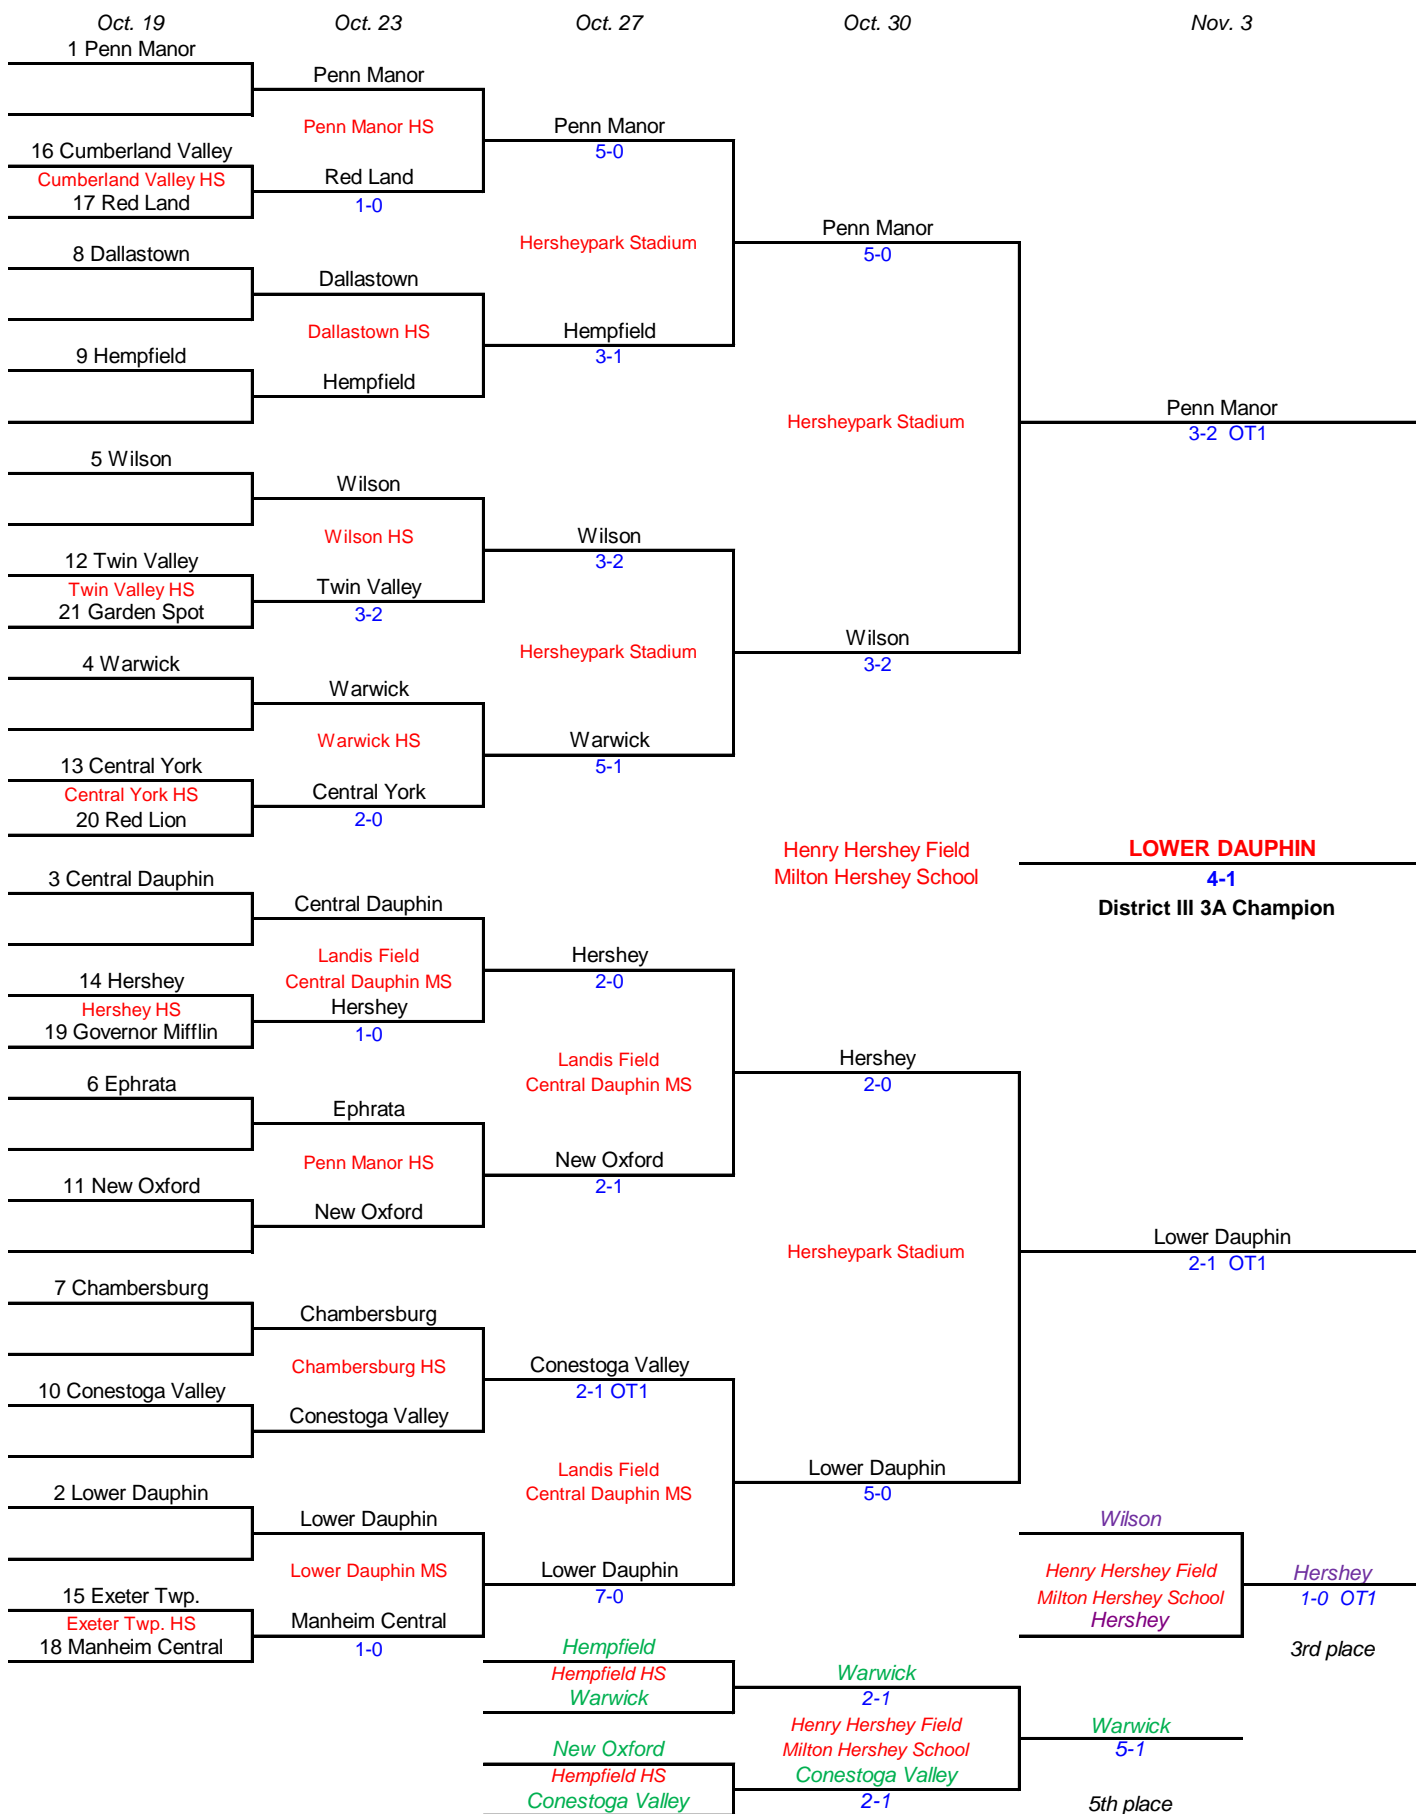 Oct. 19
Oct. 23
Oct. 27
Oct. 30
Nov. 3
1 Penn Manor
16 Cumberland Valley
Cumberland Valley HS
17 Red Land
8 Dallastown
9 Hempfield
5 Wilson
12 Twin Valley
Twin Valley HS
21 Garden Spot
4 Warwick
13 Central York
Central York HS
20 Red Lion
3 Central Dauphin
14 Hershey
Hershey HS
19 Governor Mifflin
6 Ephrata
11 New Oxford
7 Chambersburg
10 Conestoga Valley
2 Lower Dauphin
15 Exeter Twp.
Exeter Twp. HS
18 Manheim Central
Penn Manor
Penn Manor HS
Red Land
1-0
Dallastown
Dallastown HS
Hempfield
Wilson
Wilson HS
Twin Valley
3-2
Warwick
Warwick HS
Central York
2-0
Central Dauphin
Landis Field
Central Dauphin MS
Hershey
1-0
Ephrata
Penn Manor HS
New Oxford
Chambersburg
Chambersburg HS
Conestoga Valley
Lower Dauphin
Lower Dauphin MS
Manheim Central
1-0
Penn Manor
5-0
Hersheypark Stadium
Hempfield
3-1
Wilson
3-2
Hersheypark Stadium
Warwick
5-1
Hershey
2-0
Landis Field
Central Dauphin MS
New Oxford
2-1
Conestoga Valley
2-1 OT1
Landis Field
Central Dauphin MS
Lower Dauphin
7-0
Hempfield
Hempfield HS
Warwick
New Oxford
Hempfield HS
Conestoga Valley
Penn Manor
5-0
Hersheypark Stadium
Wilson
3-2
Henry Hershey Field
Milton Hershey School
Hershey
2-0
Hersheypark Stadium
Lower Dauphin
5-0
Warwick
2-1
Henry Hershey Field
Milton Hershey School
Conestoga Valley
2-1
Penn Manor
3-2 OT1
LOWER DAUPHIN
4-1
District III 3A Champion
Lower Dauphin
2-1 OT1
Wilson
Henry Hershey Field
Milton Hershey School
Hershey
Hershey
1-0 OT1
3rd place
Warwick
5-1
5th place